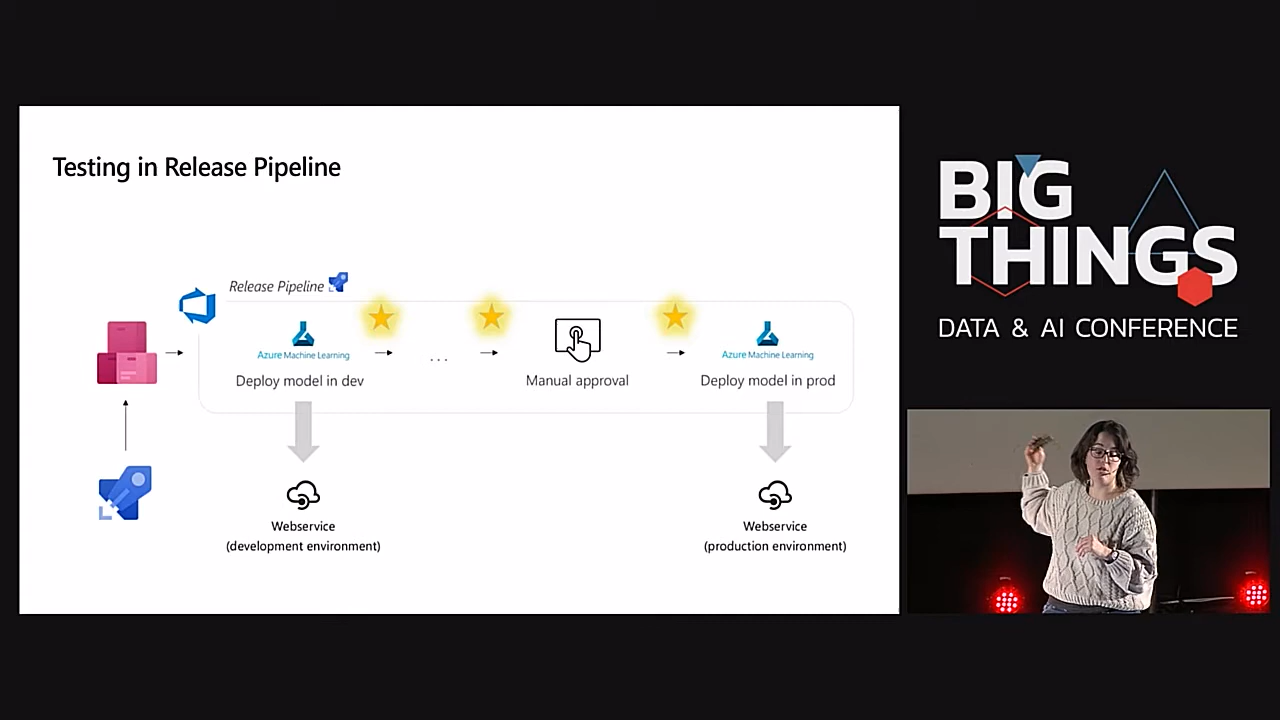 Testing in Release Pipeline
Release Pipeline
Azure Machine Learning
Deploy model in dev
...
Manual approval
Azure Machine Learning
Deploy model in prod
Webservice
(development environment)
Webservice
(production environment)
BIG
THINGS
DATA & AI CONFERENCE